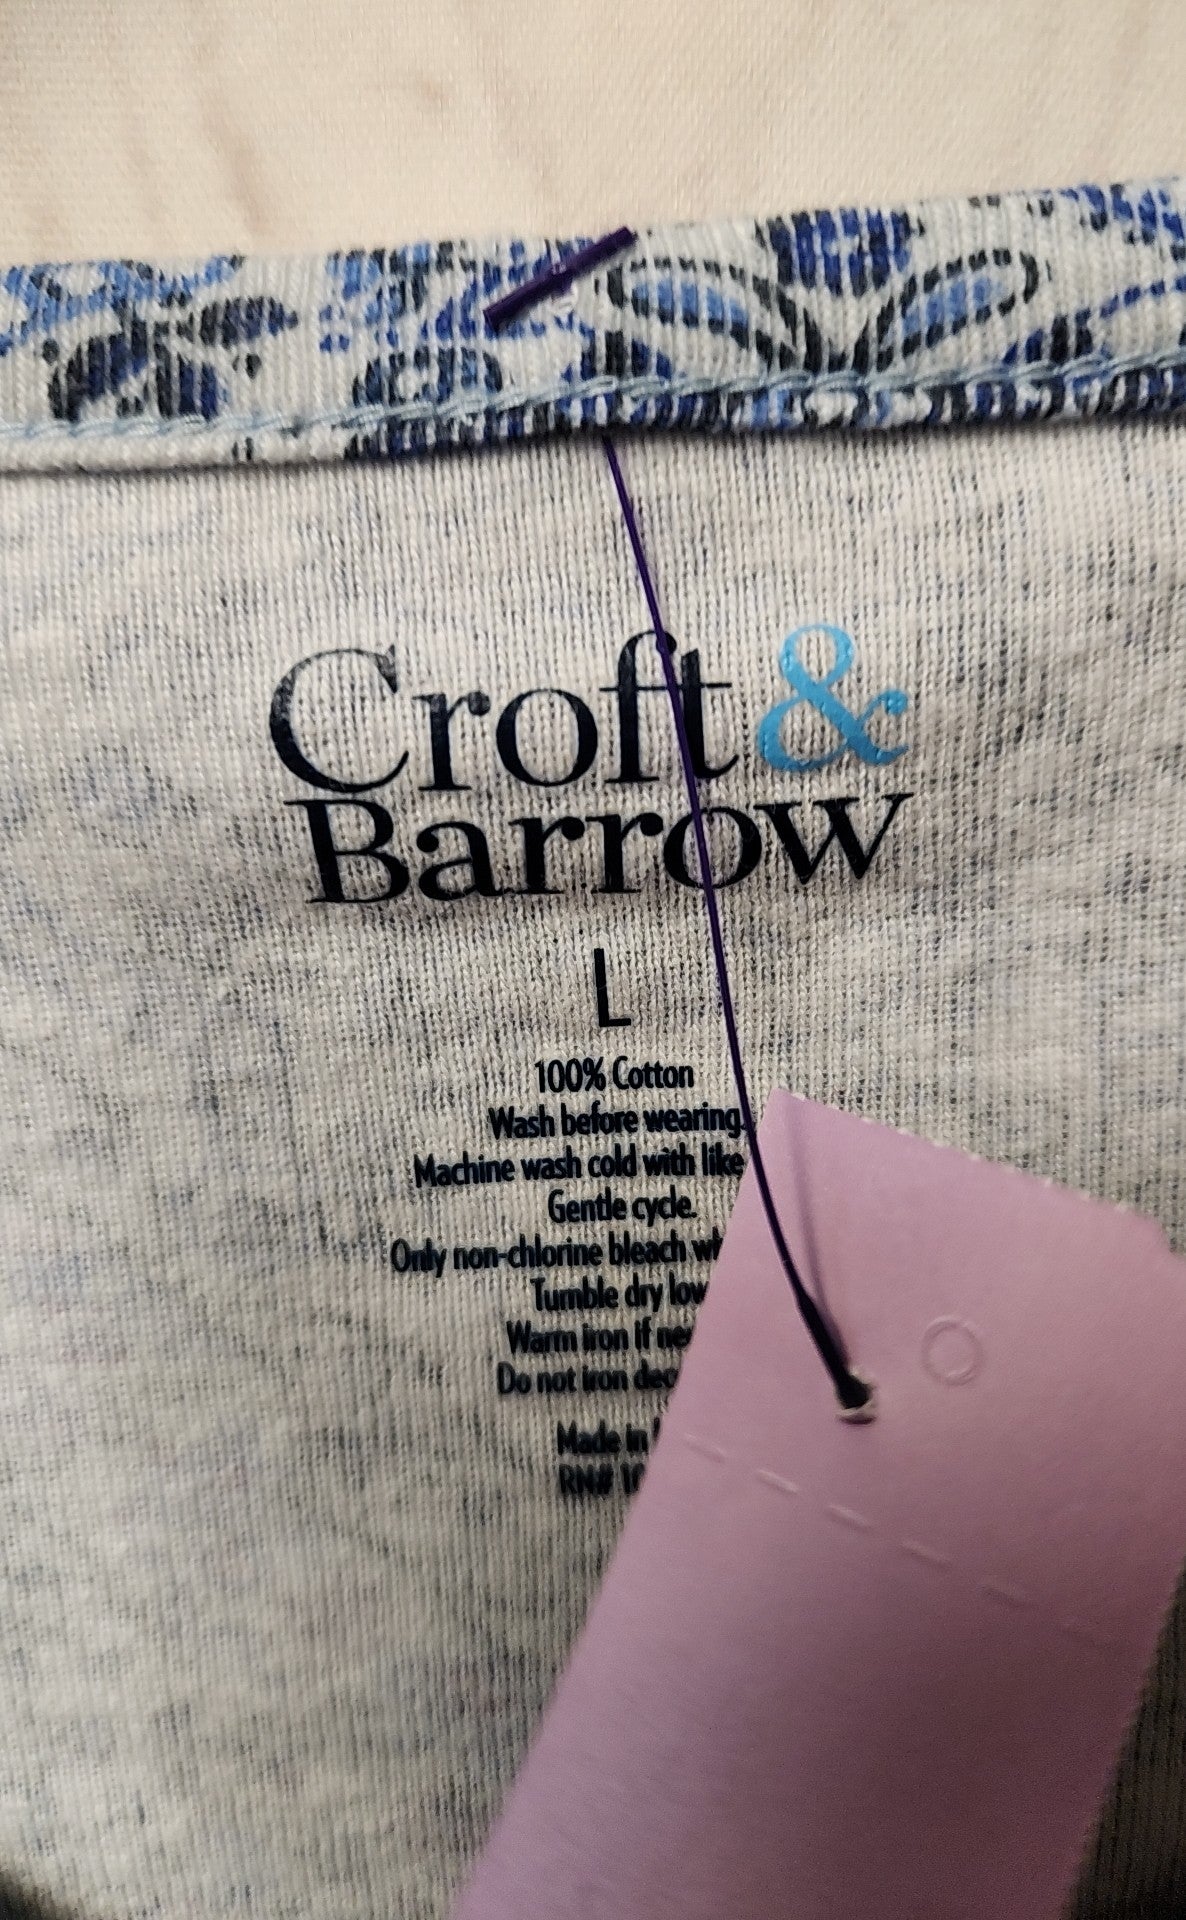 Croft &
Barrow
L
100% Cotton
Wash before wearing.
Machine wash cold with like
Gentle cycle.
Only non-chlorine bleach
Tumble dry low
Warm iron if
Do not iron
Made in
RN#